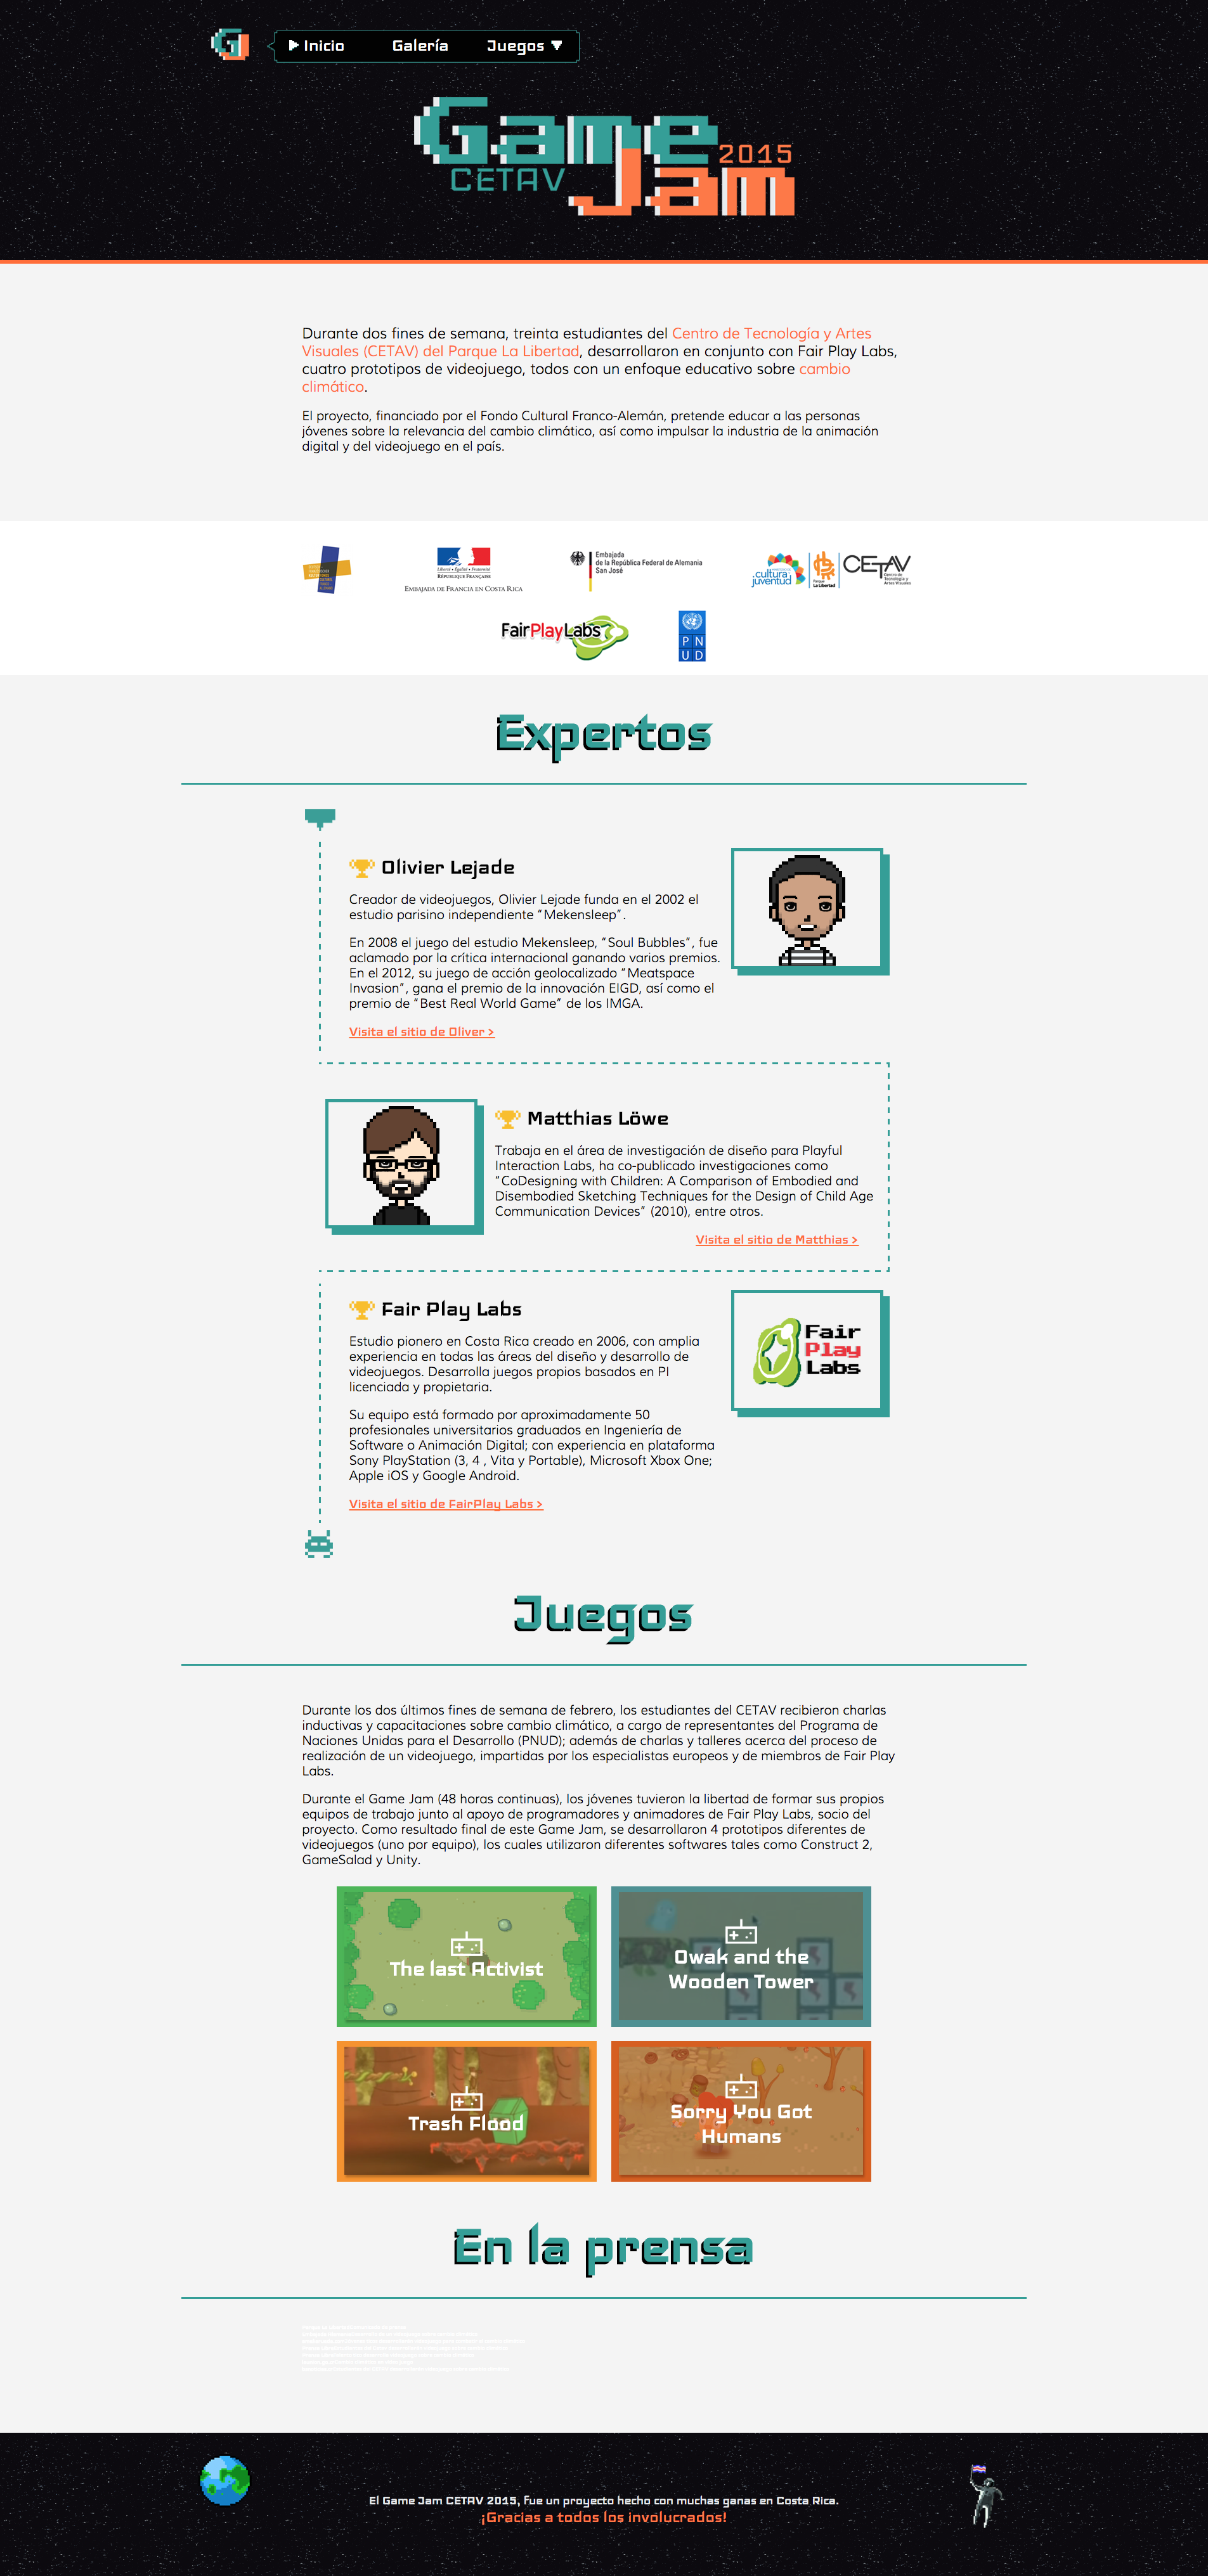 Inicio
Galería
Juegos
Game
2015
CETAV
Jam
Durante dos fines de semana, treinta estudiantes del Centro de Tecnología y Artes
Visuales (CETAV) del Parque La Libertad, desarrollaron en conjunto con Fair Play Labs,
cuatro prototipos de videojuego, todos con un enfoque educativo sobre cambio
climático.
El proyecto, financiado por el Fondo Cultural Franco-Alemán, pretende educar a las personas
jóvenes sobre la relevancia del cambio climático, así como impulsar la industria de la animación
digital y del videojuego en el país.
Liberté • Égalité • Fraternité
RÉPUBLIQUE FRANÇAISE
EMBAJADA DE FRANCIA EN COSTA RICA
Embajada
de la República Federal de Alemania
San José
cultura
juventud
Parque
La Libertad
CETAV
Centro de
Tecnología y
Artes Visuales
FairPlayLabs
PN
UD
Expertos
Olivier Lejade
Creador de videojuegos, Olivier Lejade funda en el 2002 el
estudio parisino independiente “Mekensleep”.
En 2008 el juego del estudio Mekensleep, “Soul Bubbles”, fue
aclamado por la crítica internacional ganando varios premios.
En el 2012, su juego de acción geolocalizado “Meatspace
Invasion”, gana el premio de la innovación EIGD, así como el
premio de “Best Real World Game” de los IMGA.
Visita el sitio de Oliver >
Matthias Löwe
Trabaja en el área de investigación de diseño para Playful
Interaction Labs, ha co-publicado investigaciones como
“CoDesigning with Children: A Comparison of Embodied and
Disembodied Sketching Techniques for the Design of Child Age
Communication Devices” (2010), entre otros.
Visita el sitio de Matthias >
Fair Play Labs
Estudio pionero en Costa Rica creado en 2006, con amplia
experiencia en todas las áreas del diseño y desarrollo de
videojuegos. Desarrolla juegos propios basados en PI
licenciada y propietaria.
Su equipo está formado por aproximadamente 50
profesionales universitarios graduados en Ingeniería de
Software o Animación Digital; con experiencia en plataforma
Sony PlayStation (3, 4 , Vita y Portable), Microsoft Xbox One;
Apple iOS y Google Android.
Visita el sitio de FairPlay Labs >
Fair
Play
Labs
Juegos
Durante los dos últimos fines de semana de febrero, los estudiantes del CETAV recibieron charlas
inductivas y capacitaciones sobre cambio climático, a cargo de representantes del Programa de
Naciones Unidas para el Desarrollo (PNUD); además de charlas y talleres acerca del proceso de
realización de un videojuego, impartidas por los especialistas europeos y de miembros de Fair Play
Labs.
Durante el Game Jam (48 horas continuas), los jóvenes tuvieron la libertad de formar sus propios
equipos de trabajo junto al apoyo de programadores y animadores de Fair Play Labs, socio del
proyecto. Como resultado final de este Game Jam, se desarrollaron 4 prototipos diferentes de
videojuegos (uno por equipo), los cuales utilizaron diferentes softwares tales como Construct 2,
GameSalad y Unity.
The last Activist
Owak and the
Wooden Tower
Trash Flood
Sorry You Got
Humans
En la prensa
El Game Jam CETAV 2015, Fue un proyecto hecho con muchas ganas en Costa Rica.
¡Gracias a todos los involucrados!